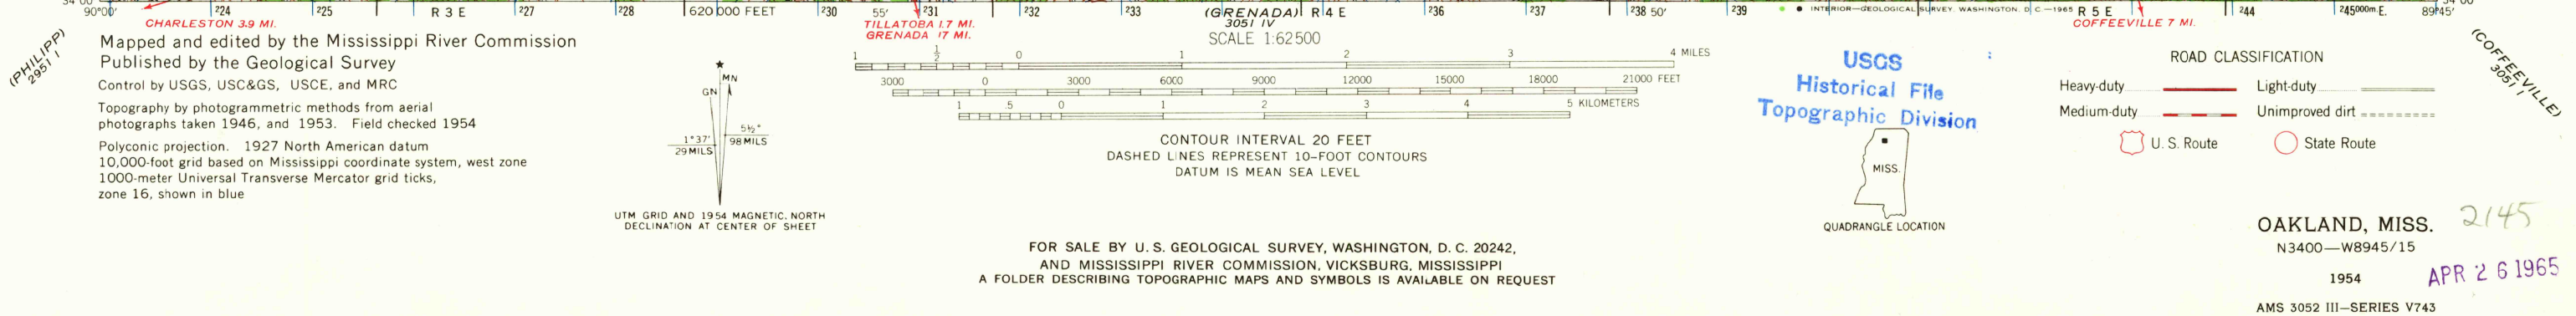 34°00'
90°00' 224 225 R 3 E 227 228 620 000 FEET 230 55' 231 232 233 (GRENADA) R 4 E 236 237 238 50' 239 INTERIOR—GEOLOGICAL SURVEY, WASHINGTON, D. C.—1965 R 5 E 244 245000m.E. 89°45' 34°00'
CHARLESTON 3.9 MI.
TILLATOBA 1.7 MI.
GRENADA 17 MI.
3051 IV
COFFEEVILLE 7 MI.
(PHILIPP)
2951 I
(COFFEEVILLE)
3051 I
Mapped and edited by the Mississippi River Commission
Published by the Geological Survey
Control by USGS, USC&GS, USCE, and MRC
Topography by photogrammetric methods from aerial
photographs taken 1946, and 1953. Field checked 1954
Polyconic projection. 1927 North American datum
10,000-foot grid based on Mississippi coordinate system, west zone
1000-meter Universal Transverse Mercator grid ticks,
zone 16, shown in blue
MN
GN
1°37'
29 MILS
5½°
98 MILS
UTM GRID AND 1954 MAGNETIC NORTH
DECLINATION AT CENTER OF SHEET
SCALE 1:62500
1 ½ 0 1 2 3 4 MILES
3000 0 3000 6000 9000 12000 15000 18000 21000 FEET
1 .5 0 1 2 3 4 5 KILOMETERS
CONTOUR INTERVAL 20 FEET
DASHED LINES REPRESENT 10-FOOT CONTOURS
DATUM IS MEAN SEA LEVEL
FOR SALE BY U. S. GEOLOGICAL SURVEY, WASHINGTON, D. C. 20242,
AND MISSISSIPPI RIVER COMMISSION, VICKSBURG, MISSISSIPPI
A FOLDER DESCRIBING TOPOGRAPHIC MAPS AND SYMBOLS IS AVAILABLE ON REQUEST
USGS
Historical File
Topographic Division
MISS.
QUADRANGLE LOCATION
ROAD CLASSIFICATION
Heavy-duty Light-duty
Medium-duty Unimproved dirt
U. S. Route State Route
OAKLAND, MISS. 2145
N3400—W8945/15
1954
APR 26 1965
AMS 3052 III—SERIES V743